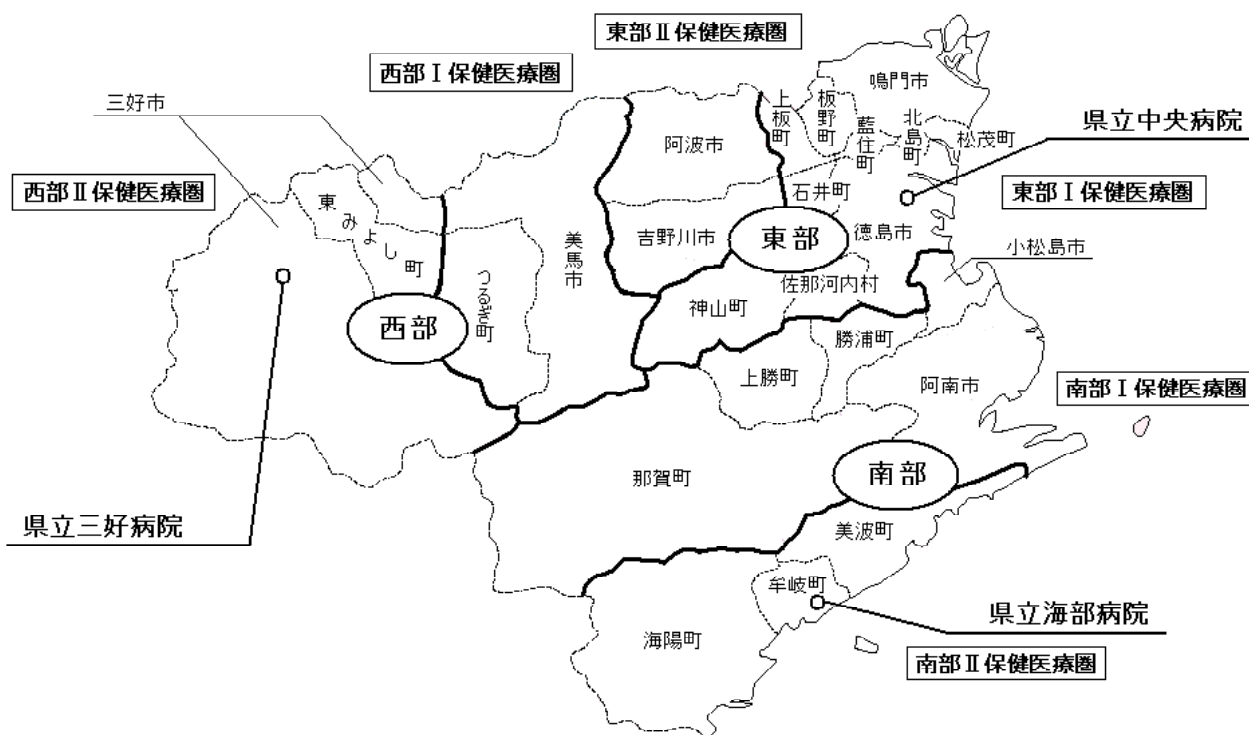 東部Ⅱ保健医療圏
西部Ⅰ保健医療圏
三好市
西部Ⅱ保健医療圏
東みよし町
つるぎ町
美馬市
阿波市
吉野川市
上板町
板野町
藍住町
鳴門市
北島町
松茂町
県立中央病院
石井町
東部Ⅰ保健医療圏
東部
徳島市
小松島市
佐那河内村
神山町
西部
勝浦町
上勝町
阿南市
南部Ⅰ保健医療圏
那賀町
南部
県立三好病院
美波町
牟岐町
県立海部病院
海陽町
南部Ⅱ保健医療圏